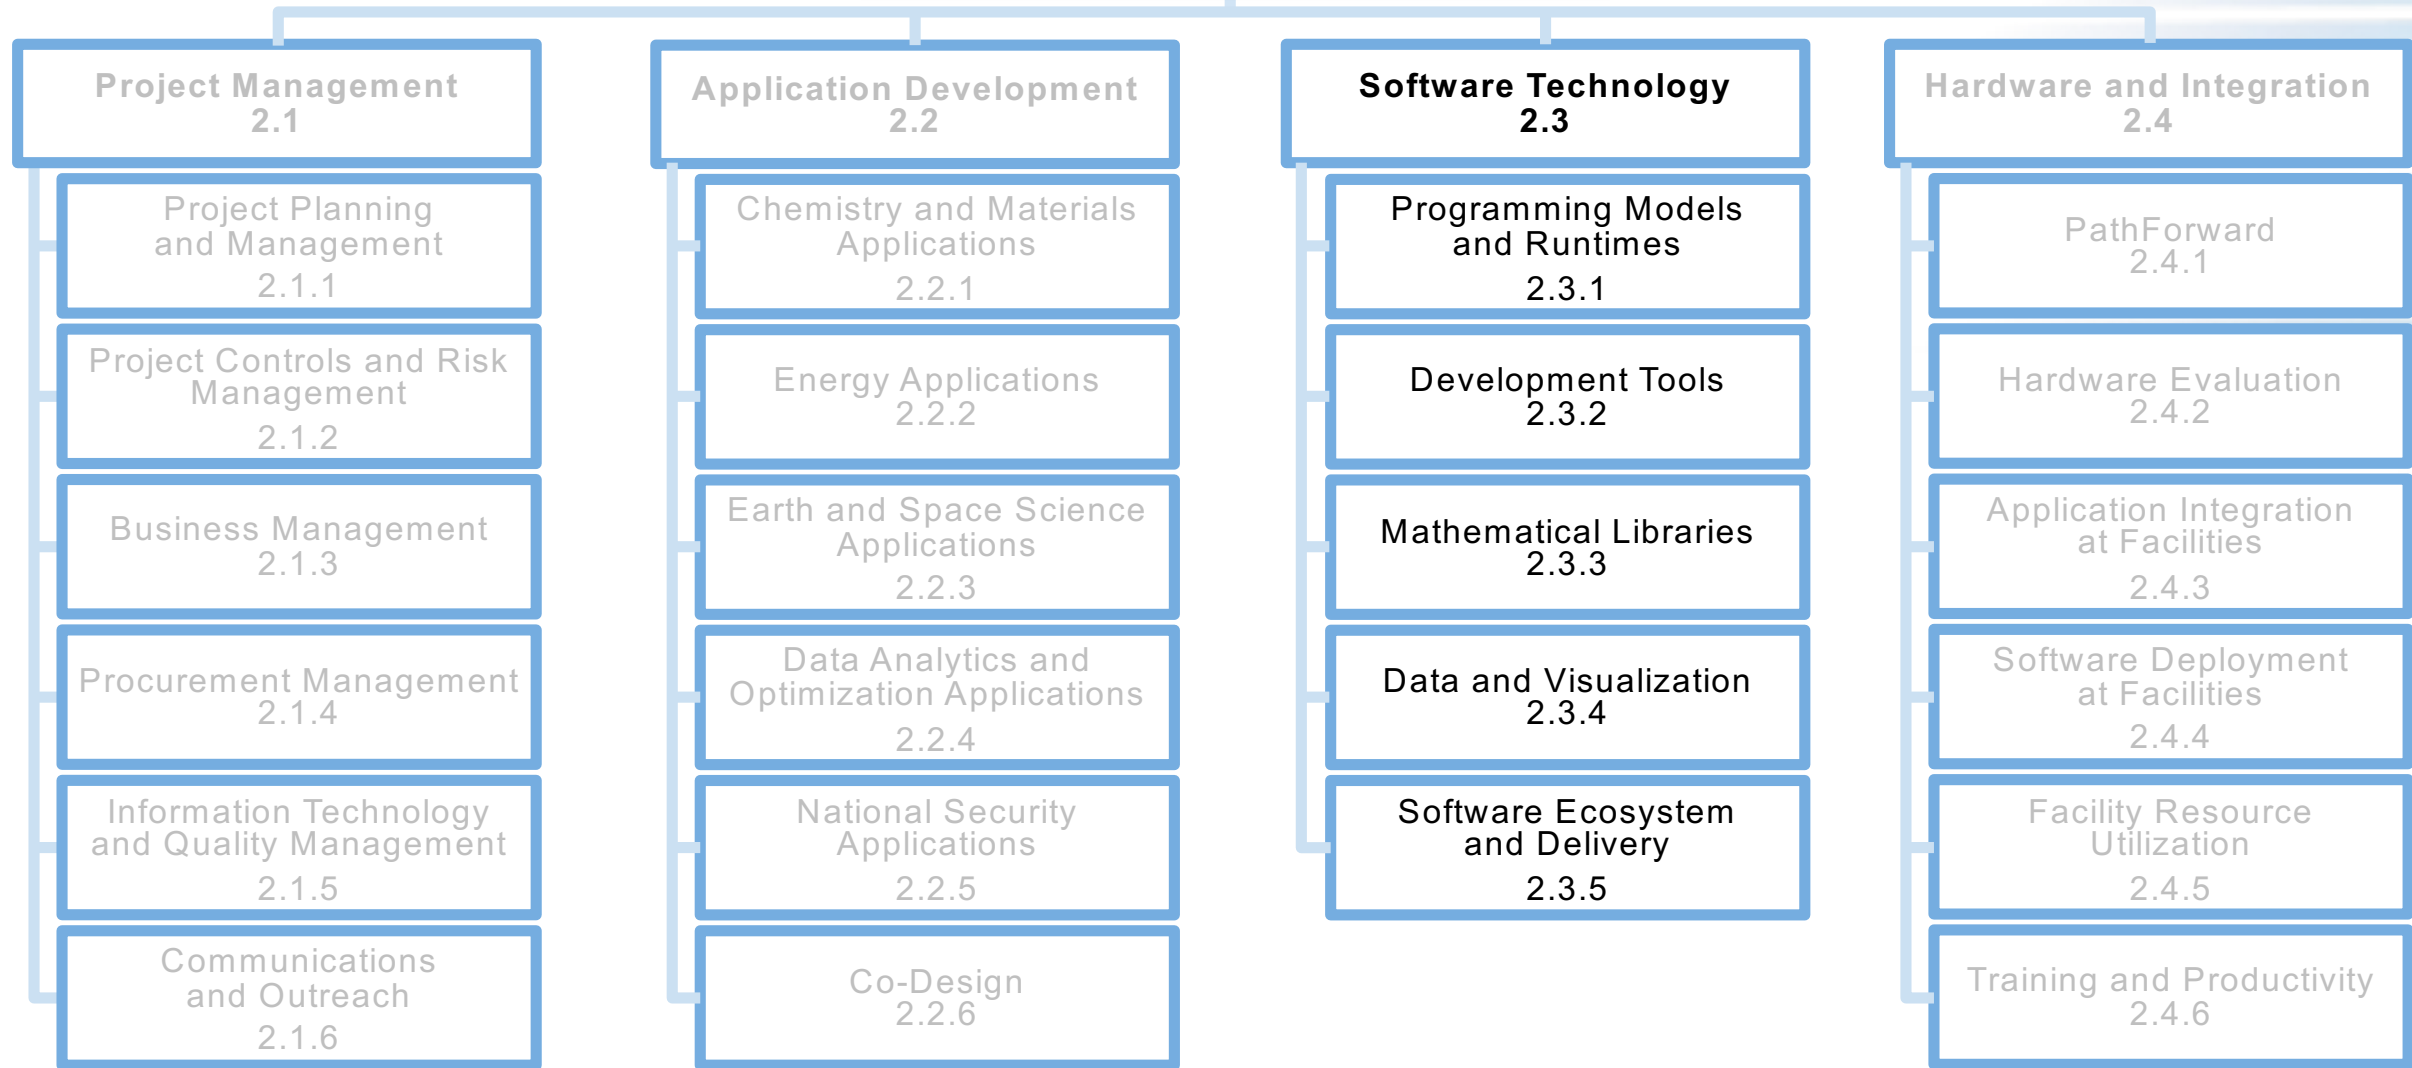 Project Management
2.1
Project Planning
and Management
2.1.1
Project Controls and Risk
Management
2.1.2
Business Management
2.1.3
Procurement Management
2.1.4
Information Technology
and Quality Management
2.1.5
Communications
and Outreach
2.1.6
Application Development
2.2
Chemistry and Materials
Applications
2.2.1
Energy Applications
2.2.2
Earth and Space Science
Applications
2.2.3
Data Analytics and
Optimization Applications
2.2.4
National Security
Applications
2.2.5
Co-Design
2.2.6
Software Technology
2.3
Programming Models
and Runtimes
2.3.1
Development Tools
2.3.2
Mathematical Libraries
2.3.3
Data and Visualization
2.3.4
Software Ecosystem
and Delivery
2.3.5
Hardware and Integration
2.4
PathForward
2.4.1
Hardware Evaluation
2.4.2
Application Integration
at Facilities
2.4.3
Software Deployment
at Facilities
2.4.4
Facility Resource
Utilization
2.4.5
Training and Productivity
2.4.6